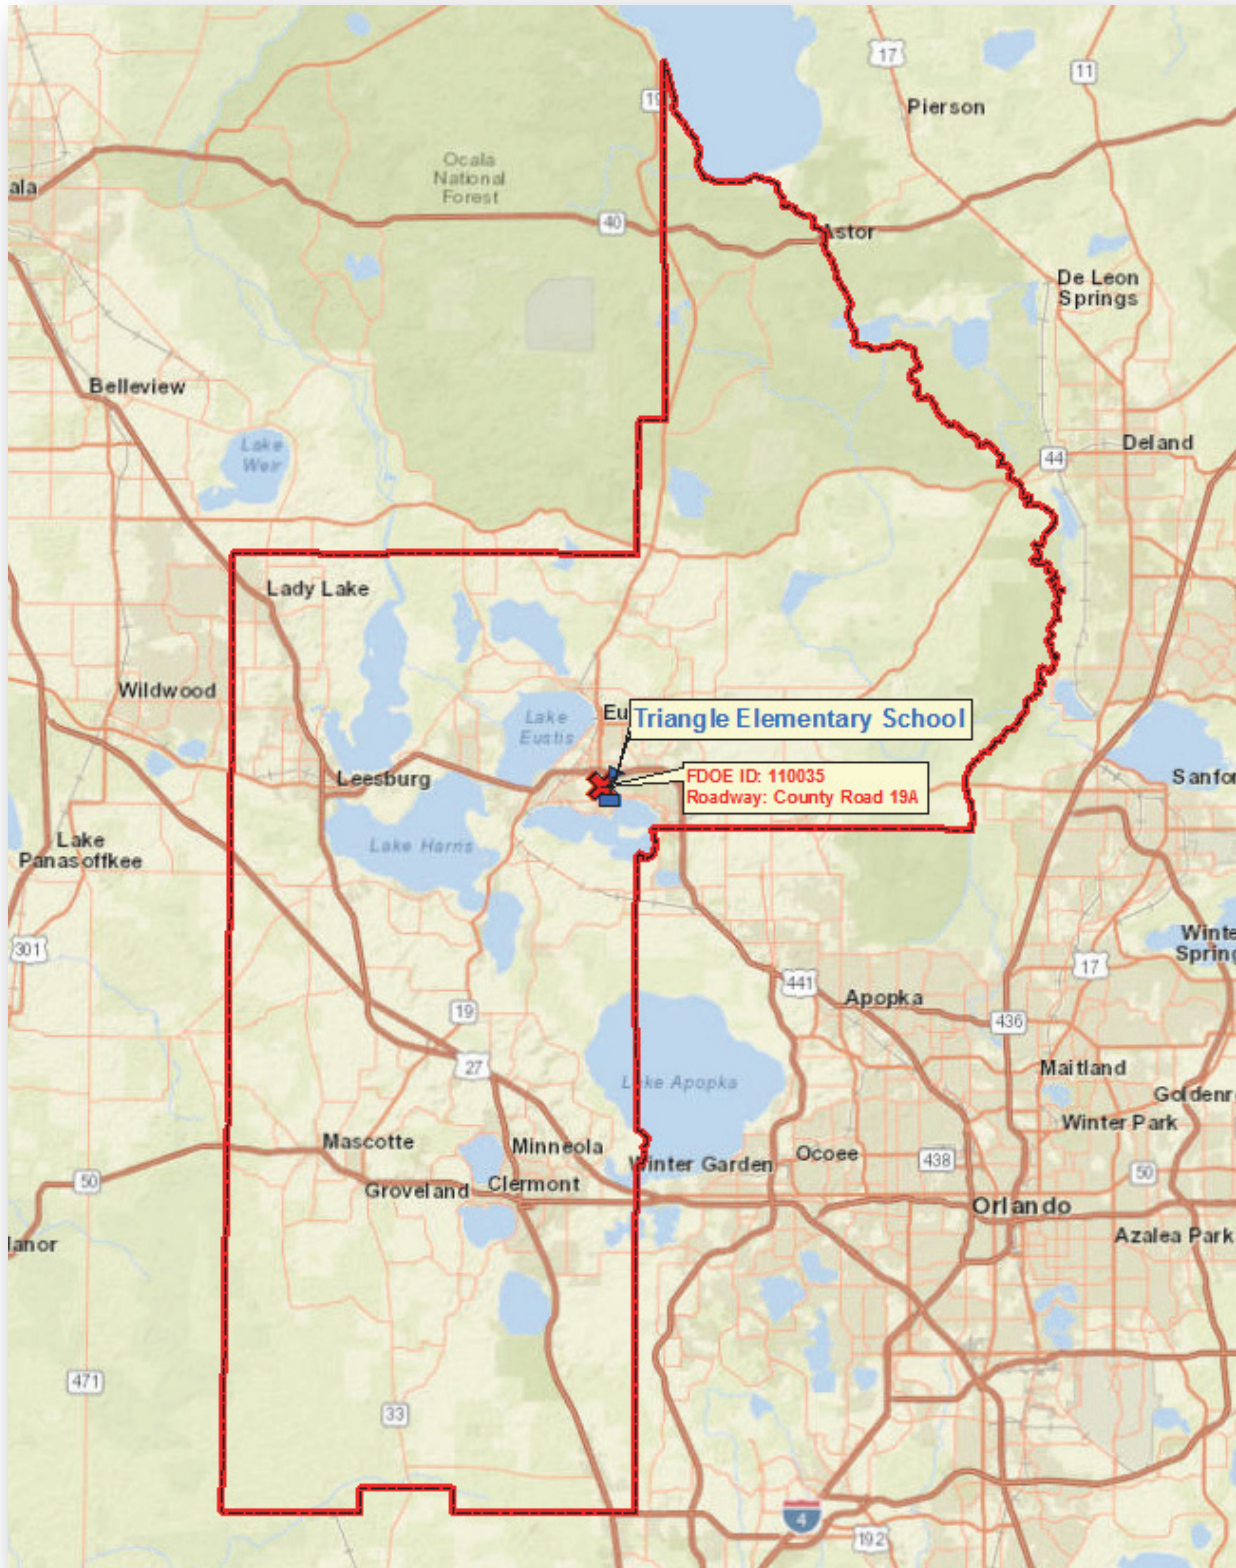 17
11
Pierson
19
Ocala
National
Forest
ala
40
Astor
De Leon
Springs
Belleview
Lake
Weir
Deland
44
Lady Lake
Wildwood
Lake
Eustis
Eu
Triangle Elementary School
Leesburg
FDOE ID: 110035
Roadway: County Road 19A
Sanfor
Lake
Panasoffkee
Lake Harris
301
Winte
Spring
17
441
Apopka
19
436
27
Lake Apopka
Maitland
Goldenr
Winter Park
Mascotte
Minneola
Winter Garden
Ocoee
438
50
50
Groveland
Clermont
Orlando
lanor
Azalea Park
471
33
4
192